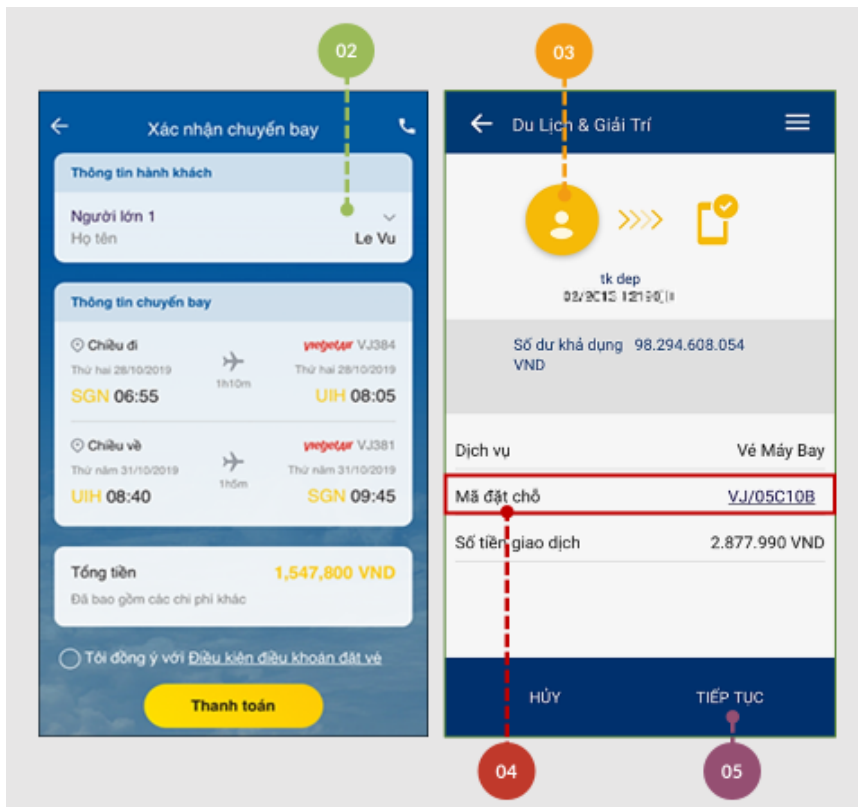 02
03
Xác nhận chuyến bay
Thông tin hành khách
Người lớn 1
Họ tên Le Vu
Thông tin chuyến bay
Chiều đi vietjetair VJ384
Thứ hai 28/10/2019 1h10m Thứ hai 28/10/2019
SGN 06:55 UIH 08:05
Chiều về vietjetair VJ381
Thứ năm 31/10/2019 1h5m Thứ năm 31/10/2019
UIH 08:40 SGN 09:45
Tổng tiền 1,547,800 VND
Đã bao gồm các chi phí khác
Tôi đồng ý với Điều kiện điều khoản đặt vé
Thanh toán
Du Lịch & Giải Trí
tk dep
Số dư khả dụng 98.294.608.054
VND
Dịch vụ Vé Máy Bay
Mã đặt chỗ VJ/05C10B
Số tiền giao dịch 2.877.990 VND
HỦY TIẾP TỤC
04
05